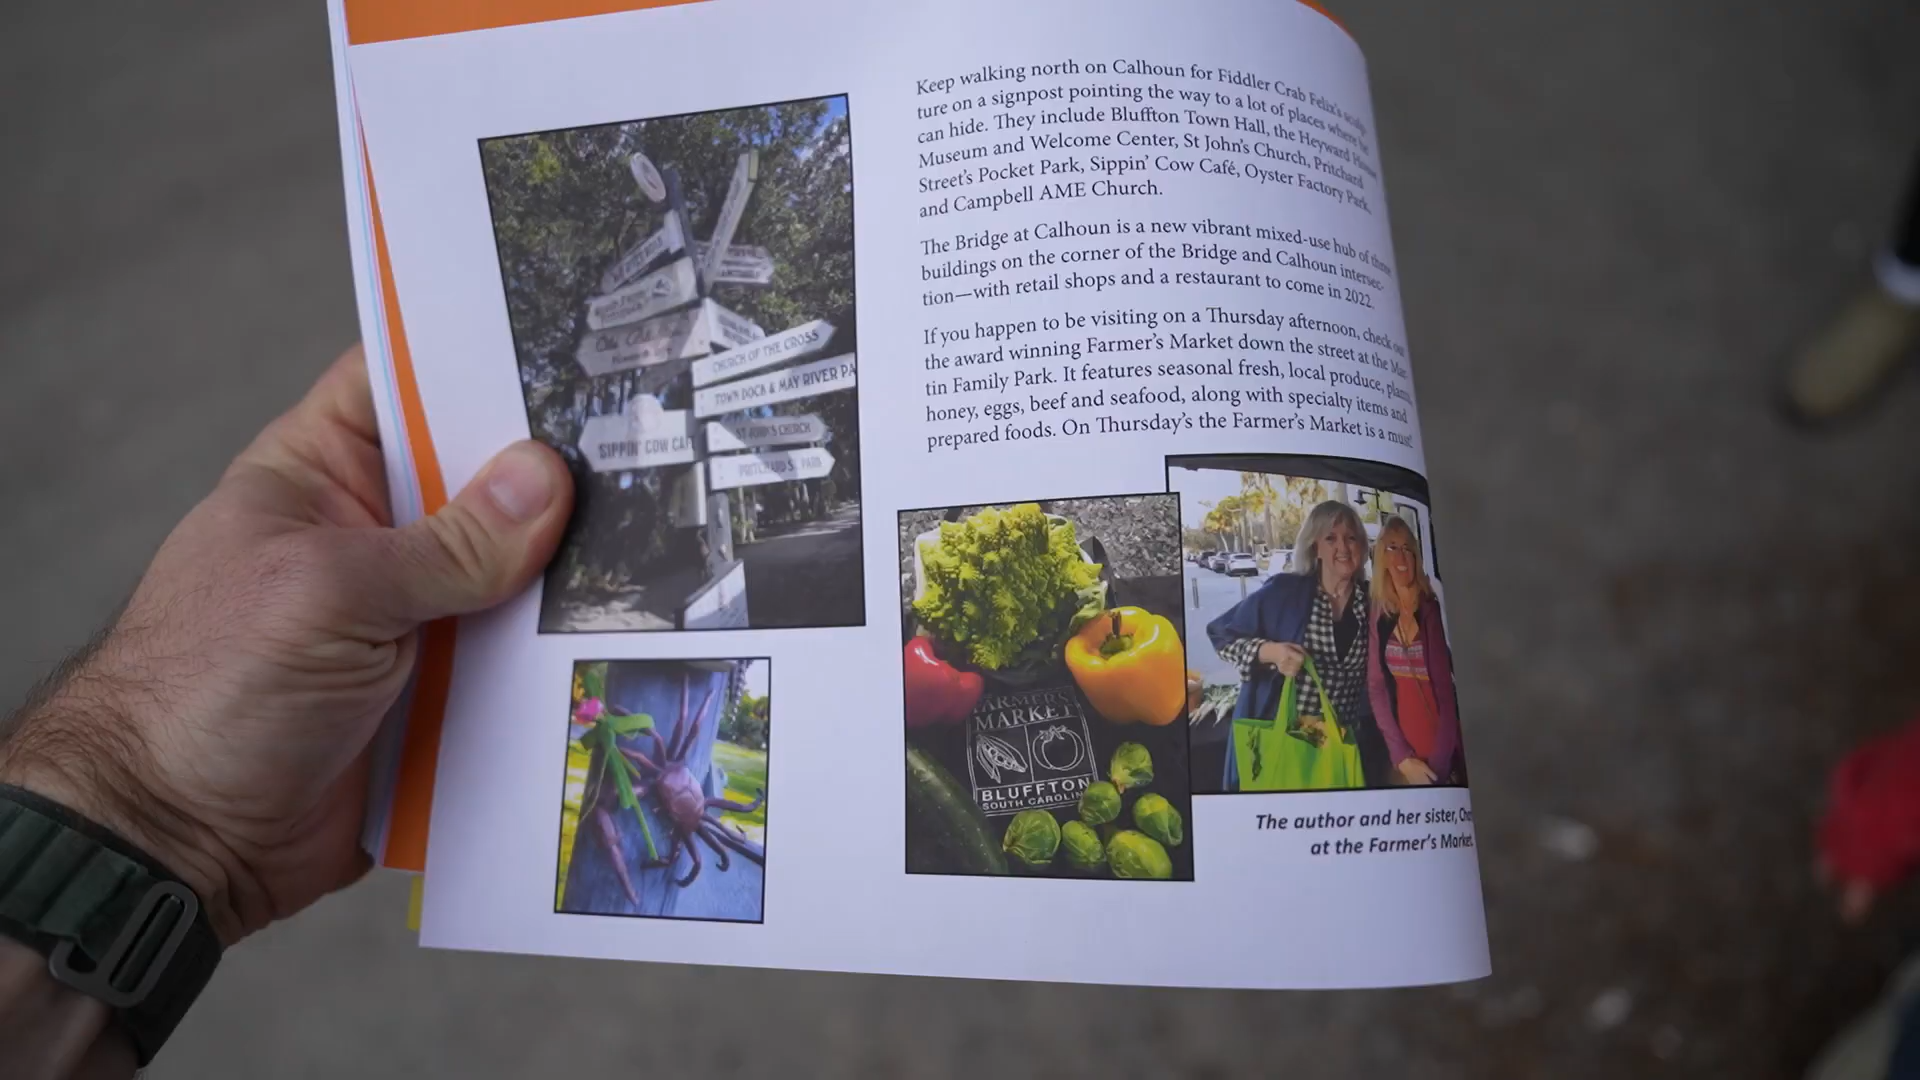 Keep walking north on Calhoun for Fiddler Crab Felix's sculp-
ture on a signpost pointing the way to a lot of places where he
can hide. They include Bluffton Town Hall, the Heyward House
Museum and Welcome Center, St John's Church, Pritchard
Street's Pocket Park, Sippin' Cow Café, Oyster Factory Park,
and Campbell AME Church.
The Bridge at Calhoun is a new vibrant mixed-use hub of three
buildings on the corner of the Bridge and Calhoun intersec-
tion—with retail shops and a restaurant to come in 2022.
If you happen to be visiting on a Thursday afternoon, check out
the award winning Farmer's Market down the street at the Mar-
tin Family Park. It features seasonal fresh, local produce, plants,
honey, eggs, beef and seafood, along with specialty items and
prepared foods. On Thursday's the Farmer's Market is a must!
CHURCH OF THE CROSS
TOWN DOCK & MAY RIVER PA
SIPPIN' COW CAFE
ST JOHN'S CHURCH
PRITCHARD ST. PARK
FARMERS
MARKET
BLUFFTON
SOUTH CAROLIN
The author and her sister,
at the Farmer's Market